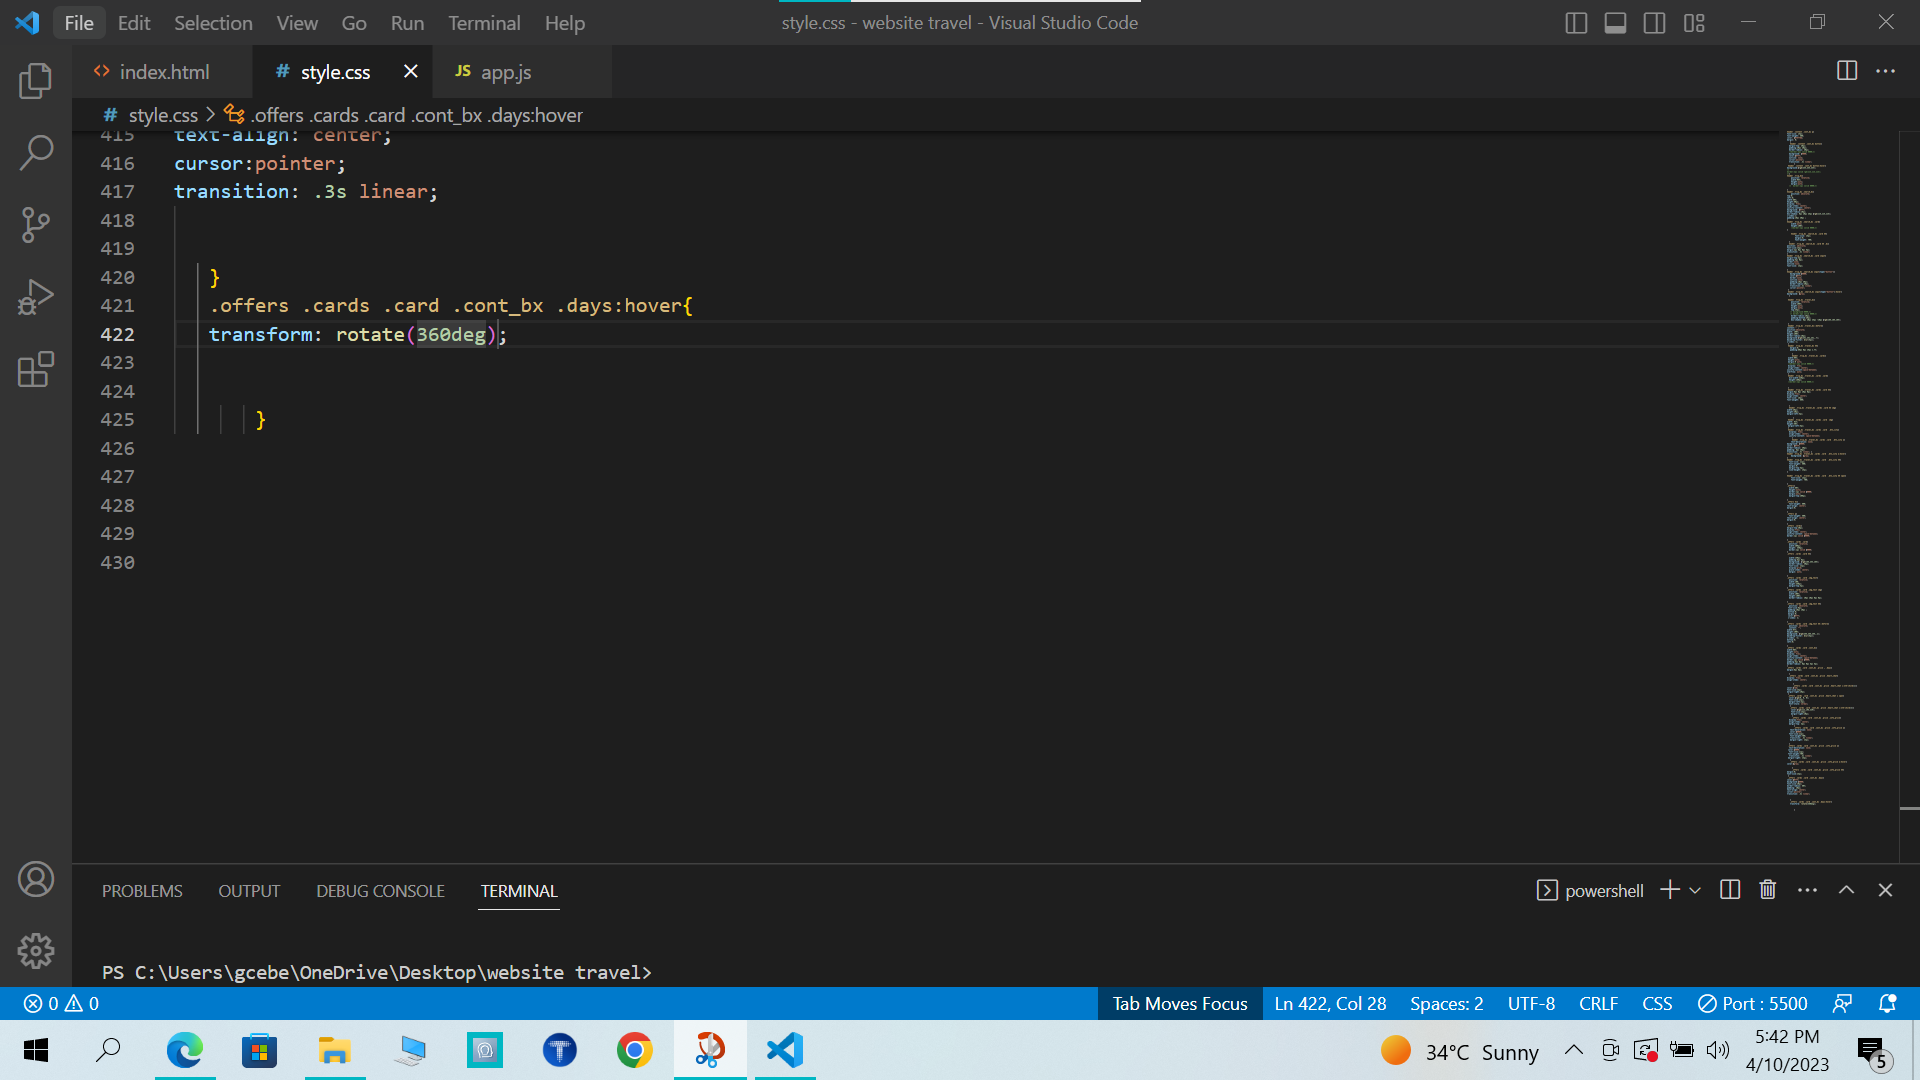 File Edit Selection View Go Run Terminal Help style.css - website travel - Visual Studio Code
index.html # style.css JS app.js
# style.css > .offers .cards .card .cont_bx .days:hover
415 text-align: center;
416 cursor:pointer;
417 transition: .3s linear;
418
419
420 }
421 .offers .cards .card .cont_bx .days:hover{
422 transform: rotate(360deg);
423
424
425 }
426
427
428
429
430
PROBLEMS OUTPUT DEBUG CONSOLE TERMINAL powershell
PS C:\Users\gcebe\OneDrive\Desktop\website travel>
0 0 Tab Moves Focus Ln 422, Col 28 Spaces: 2 UTF-8 CRLF CSS Port : 5500
34°C Sunny 5:42 PM
4/10/2023 5